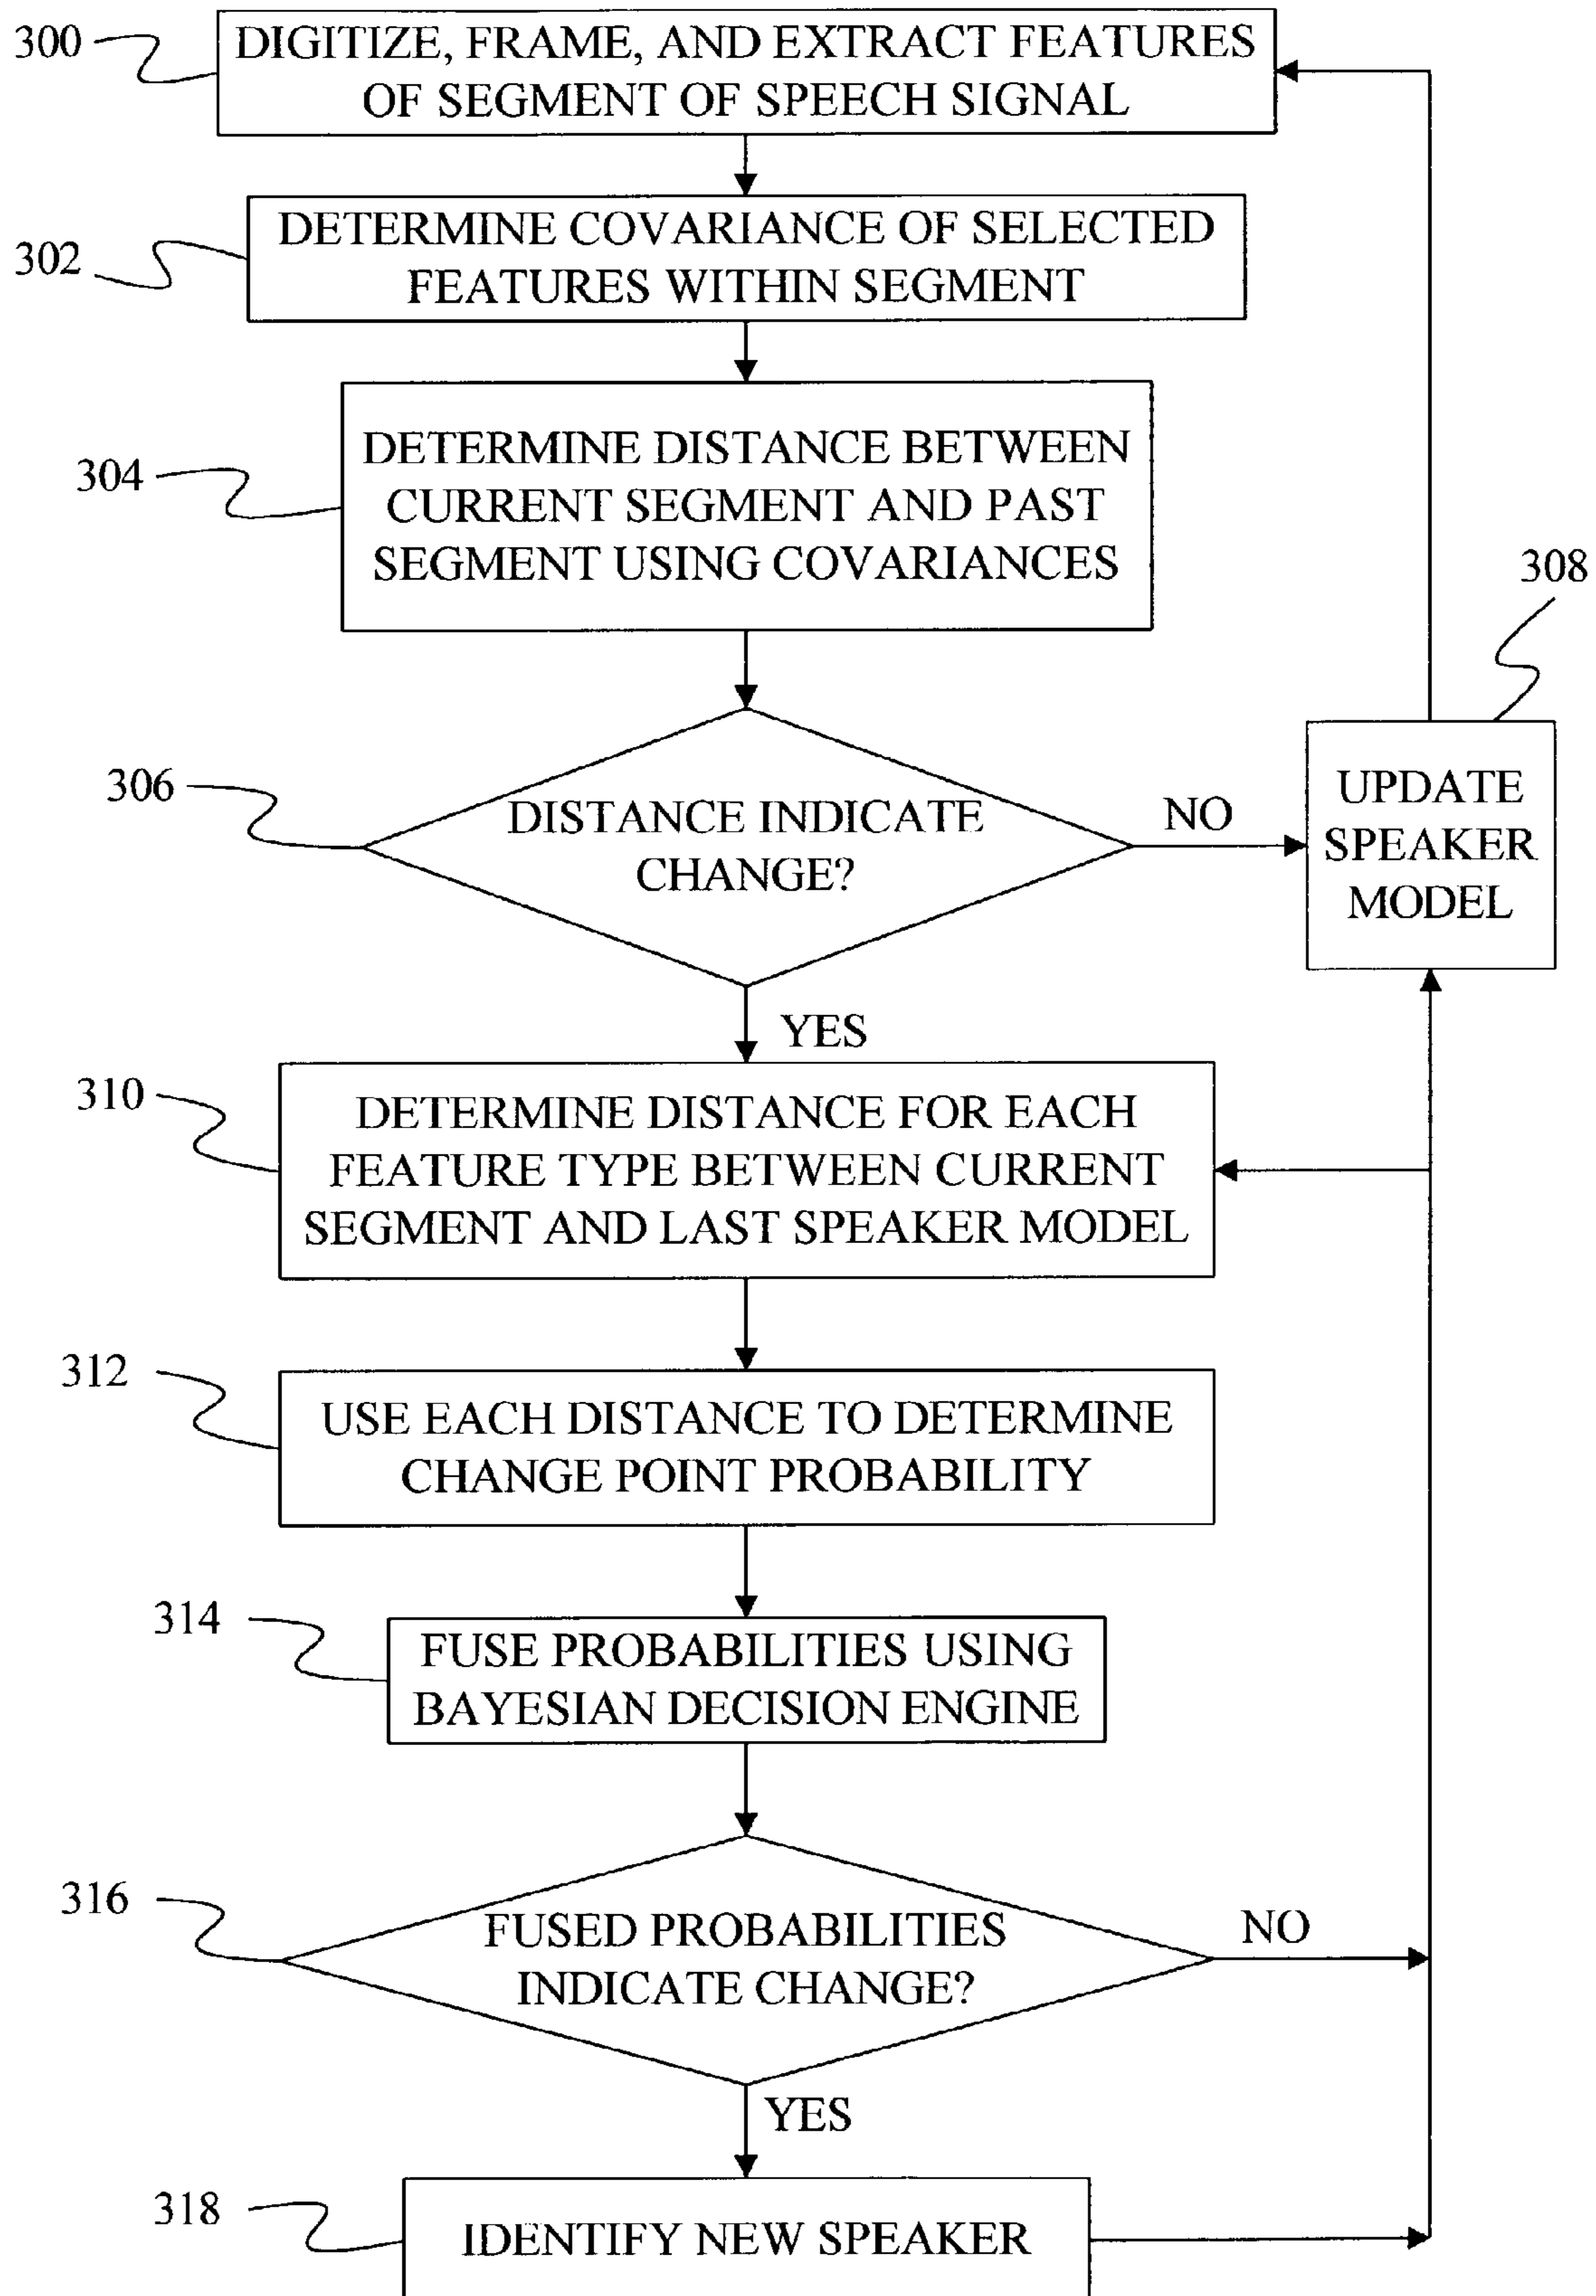 300
DIGITIZE, FRAME, AND EXTRACT FEATURES
OF SEGMENT OF SPEECH SIGNAL
302
DETERMINE COVARIANCE OF SELECTED
FEATURES WITHIN SEGMENT
304
DETERMINE DISTANCE BETWEEN
CURRENT SEGMENT AND PAST
SEGMENT USING COVARIANCES
306
DISTANCE INDICATE
CHANGE?
NO
308
UPDATE
SPEAKER
MODEL
YES
310
DETERMINE DISTANCE FOR EACH
FEATURE TYPE BETWEEN CURRENT
SEGMENT AND LAST SPEAKER MODEL
312
USE EACH DISTANCE TO DETERMINE
CHANGE POINT PROBABILITY
314
FUSE PROBABILITIES USING
BAYESIAN DECISION ENGINE
316
FUSED PROBABILITIES
INDICATE CHANGE?
NO
YES
318
IDENTIFY NEW SPEAKER